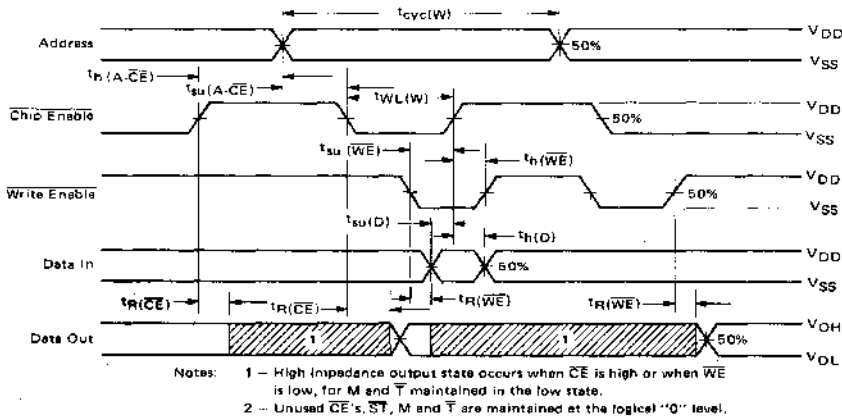 tcyc(W)
Address
50%
VDD
VSS
th(A-CE)
tsu(A-CE)
tWL(W)
Chip Enable
50%
VDD
VSS
tsu(WE)
th(WE)
Write Enable
50%
VDD
VSS
tsu(D)
th(D)
Data In
50%
VDD
VSS
tR(CE)
tR(CE)
tR(WE)
tR(WE)
Data Out
1
1
50%
VOH
VOL
Notes: 1 – High impedance output state occurs when CE is high or when WE
is low, for M and T maintained in the low state.
2 – Unused CE's, ST, M and T are maintained at the logical "0" level.